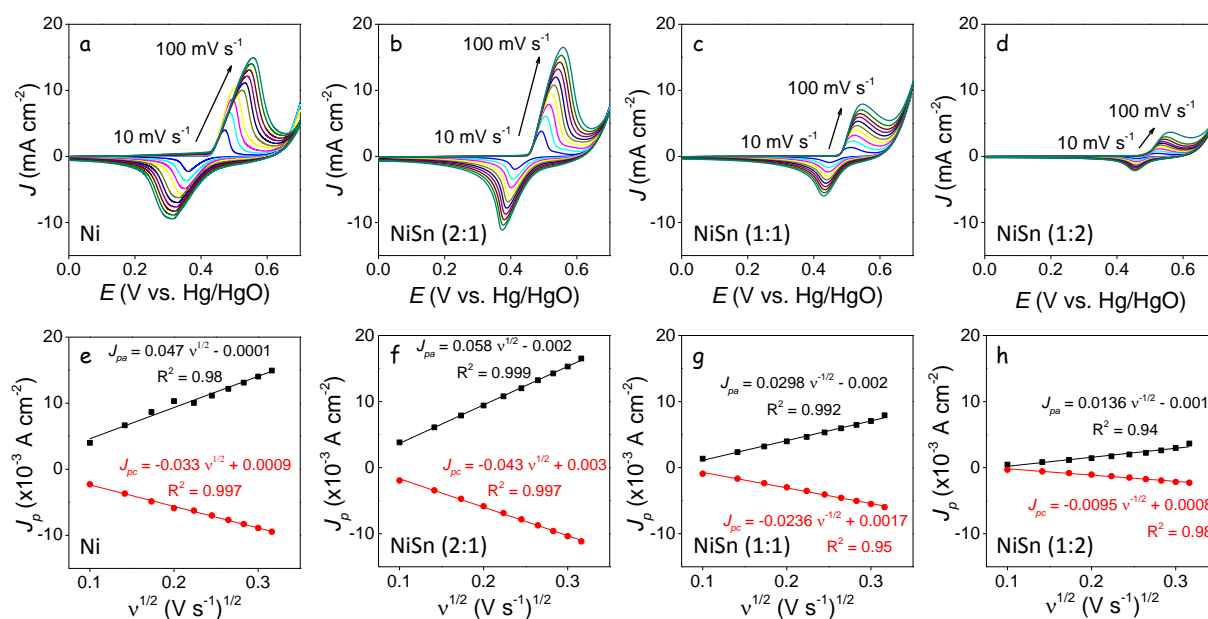 a
100 mV s-1
10 mV s-1
Ni
J (mA cm-2)
20
10
0
-10
0.0 0.2 0.4 0.6
E (V vs. Hg/HgO)
b
100 mV s-1
10 mV s-1
NiSn (2:1)
J (mA cm-2)
20
10
0
-10
0.0 0.2 0.4 0.6
E (V vs. Hg/HgO)
c
100 mV s-1
10 mV s-1
NiSn (1:1)
J (mA cm-2)
20
10
0
-10
0.0 0.2 0.4 0.6
E (V vs. Hg/HgO)
d
100 mV s-1
10 mV s-1
NiSn (1:2)
J (mA cm-2)
20
10
0
-10
0.0 0.2 0.4 0.6
E (V vs. Hg/HgO)
e
Jpa = 0.047 ν1/2 - 0.0001
R2 = 0.98
Jpc = -0.033 ν1/2 + 0.0009
R2 = 0.997
Ni
Jp (x10-3 A cm-2)
20
10
0
-10
0.1 0.2 0.3
ν1/2 (V s-1)1/2
f
Jpa = 0.058 ν1/2 - 0.002
R2 = 0.999
Jpc = -0.043 ν1/2 + 0.003
R2 = 0.997
NiSn (2:1)
Jp (x10-3 A cm-2)
20
10
0
-10
0.1 0.2 0.3
ν1/2 (V s-1)1/2
g
Jpa = 0.0298 ν-1/2 - 0.002
R2 = 0.992
Jpc = -0.0236 ν-1/2 + 0.0017
R2 = 0.95
NiSn (1:1)
Jp (x10-3 A cm-2)
20
10
0
-10
0.1 0.2 0.3
ν1/2 (V s-1)1/2
h
Jpa = 0.0136 ν-1/2 - 0.001
R2 = 0.94
Jpc = -0.0095 ν-1/2 + 0.0008
R2 = 0.98
NiSn (1:2)
Jp (x10-3 A cm-2)
20
10
0
-10
0.1 0.2 0.3
ν1/2 (V s-1)1/2